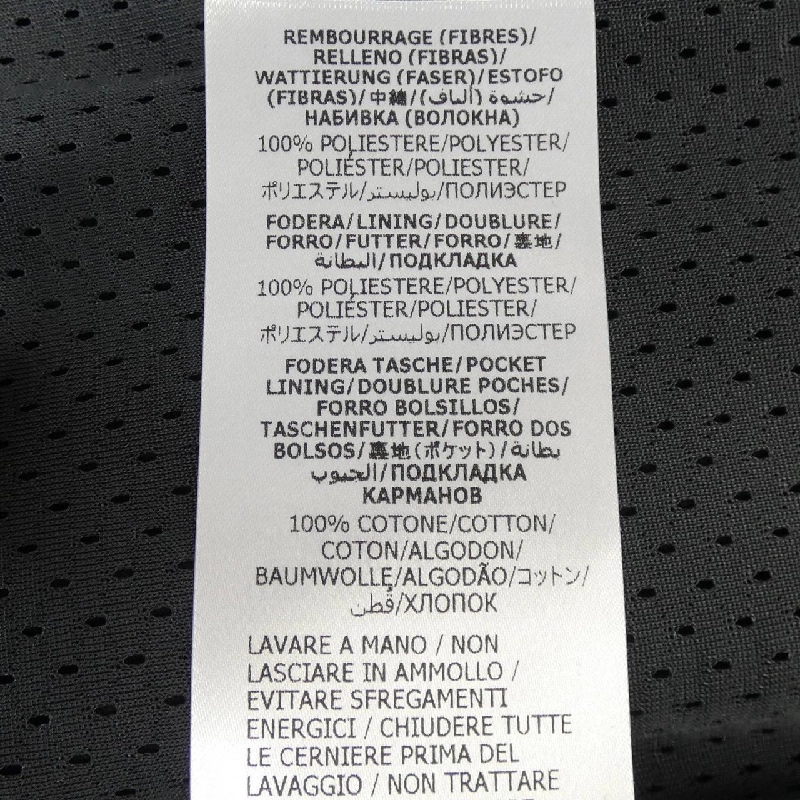 REMBOURRAGE (FIBRES)/
RELLENO (FIBRAS)/
WATTIERUNG (FASER)/ESTOFO
(FIBRAS)/中綿/حشوة (ألياف)/
НАБИВКА (ВОЛОКНА)
100% POLIESTERE/POLYESTER/
POLIÉSTER/POLIESTER/
ポリエステル/بوليستر/ПОЛИЭСТЕР
FODERA/LINING/DOUBLURE/
FORRO/FUTTER/FORRO/裏地/
البطانة/ПОДКЛАДКА
100% POLIESTERE/POLYESTER/
POLIÉSTER/POLIESTER/
ポリエステル/بوليستر/ПОЛИЭСТЕР
FODERA TASCHE/POCKET
LINING/DOUBLURE POCHES/
FORRO BOLSILLOS/
TASCHENFUTTER/FORRO DOS
BOLSOS/裏地(ポケット)/بطانة
الجيوب/ПОДКЛАДКА
КАРМАНОВ
100% COTONE/COTTON/
COTON/ALGODON/
BAUMWOLLE/ALGODÃO/コットン/
قُطن/ХЛОПОК
LAVARE A MANO / NON
LASCIARE IN AMMOLLO /
EVITARE SFREGAMENTI
ENERGICI / CHIUDERE TUTTE
LE CERNIERE PRIMA DEL
LAVAGGIO / NON TRATTARE